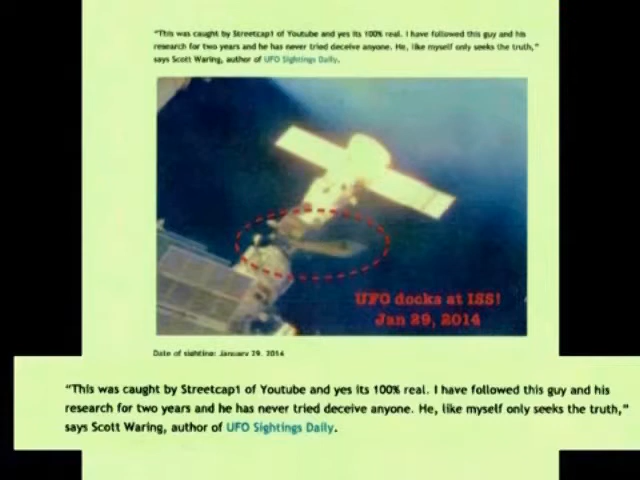 "This was caught by Streetcap1 of Youtube and yes its 100% real. I have followed this guy and his
research for two years and he has never tried deceive anyone. He, like myself only seeks the truth,"
says Scott Waring, author of UFO Sightings Daily.
UFO docks at ISS!
Jan 29, 2014
Date of sighting: January 29, 2014
"This was caught by Streetcap1 of Youtube and yes its 100% real. I have followed this guy and his
research for two years and he has never tried deceive anyone. He, like myself only seeks the truth,"
says Scott Waring, author of UFO Sightings Daily.